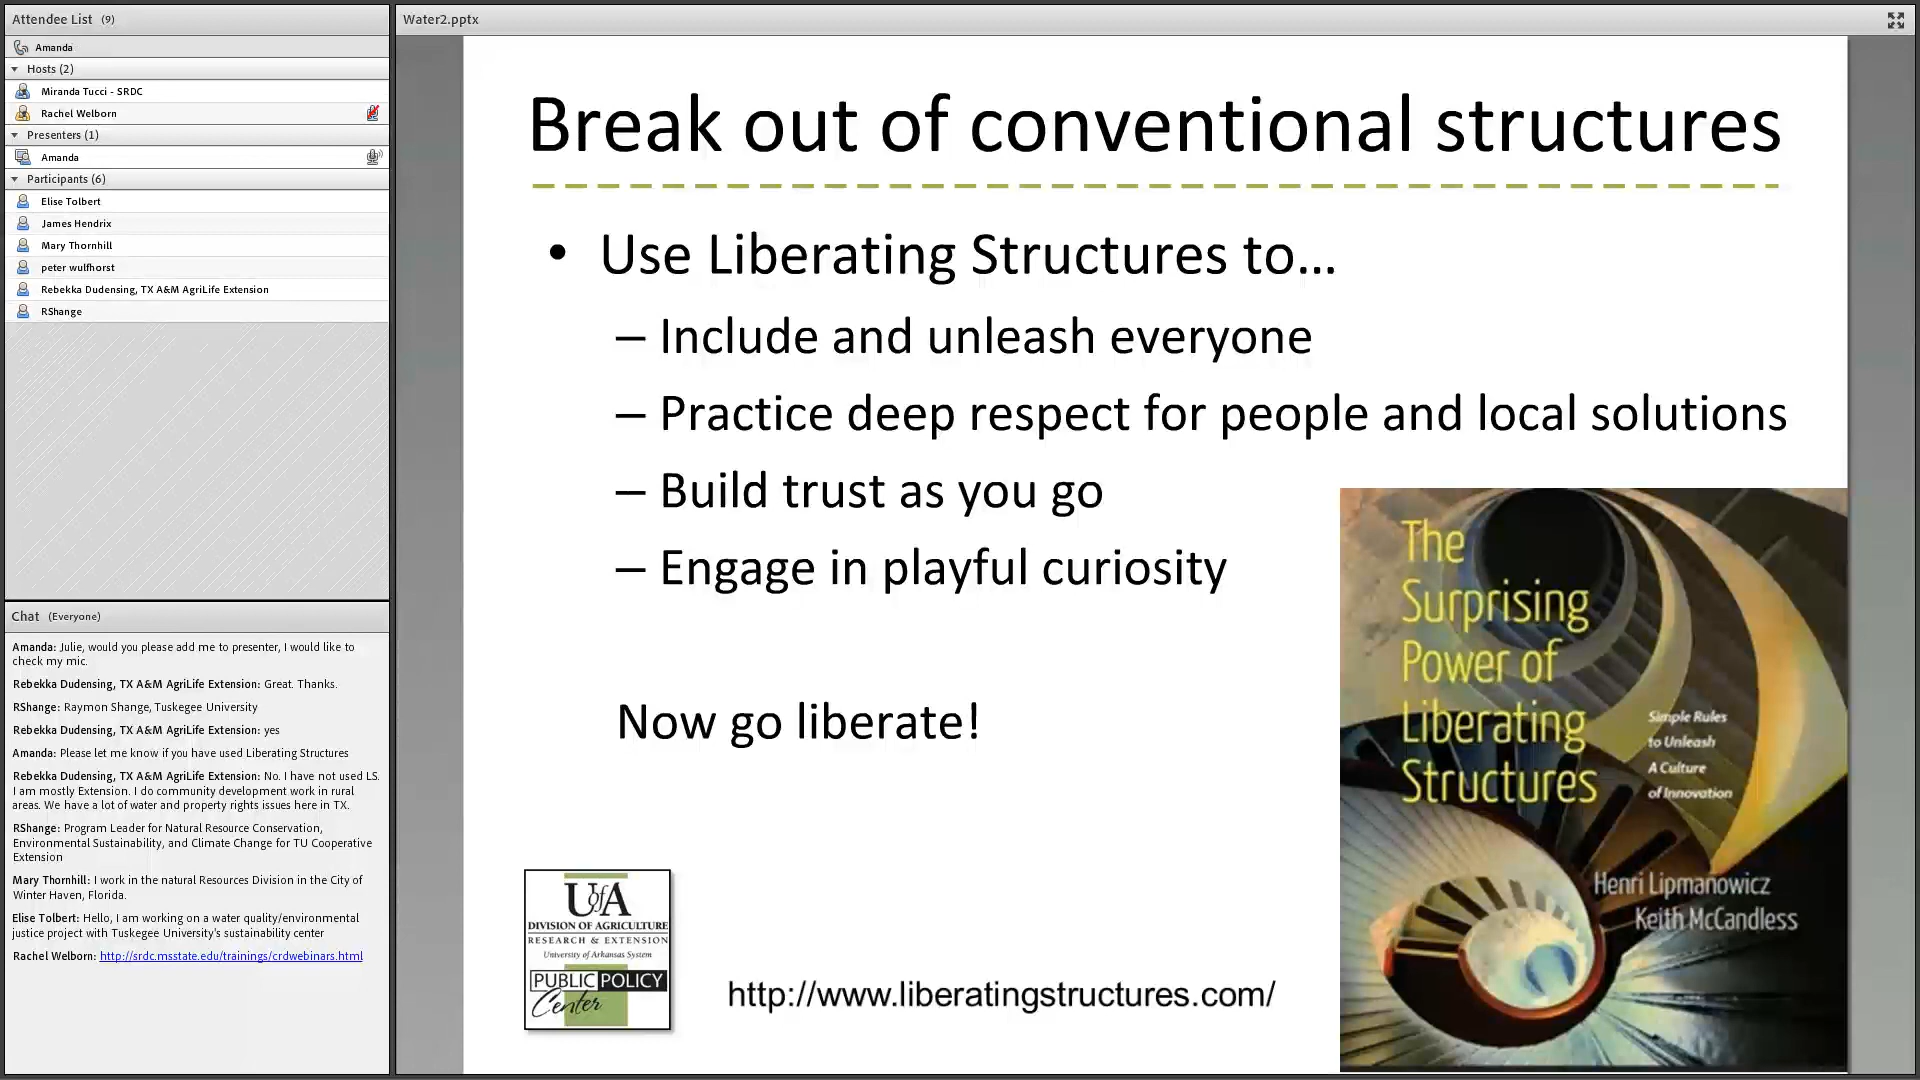 Attendee List (9)
Amanda
Hosts (2)
Miranda Tucci - SRDC
Rachel Welborn
Presenters (1)
Amanda
Participants (6)
Elise Tolbert
James Hendrix
Mary Thornhill
peter wulfhorst
Rebekka Dudensing, TX A&M AgriLife Extension
RShange
Chat (Everyone)
Amanda: Julie, would you please add me to presenter, I would like to
check my mic.
Rebekka Dudensing, TX A&M AgriLife Extension: Great. Thanks.
RShange: Raymon Shange, Tuskegee University
Rebekka Dudensing, TX A&M AgriLife Extension: yes
Amanda: Please let me know if you have used Liberating Structures
Rebekka Dudensing, TX A&M AgriLife Extension: No. I have not used LS.
I am mostly Extension. I do community development work in rural
areas. We have a lot of water and property rights issues here in TX.
RShange: Program Leader for Natural Resource Conservation,
Environmental Sustainability, and Climate Change for TU Cooperative
Extension
Mary Thornhill: I work in the natural Resources Division in the City of
Winter Haven, Florida.
Elise Tolbert: Hello, I am working on a water quality/environmental
justice project with Tuskegee University's sustainability center
Rachel Welborn: http://srdc.msstate.edu/trainings/crdwebinars.html
Water2.pptx
Break out of conventional structures
• Use Liberating Structures to...
– Include and unleash everyone
– Practice deep respect for people and local solutions
– Build trust as you go
– Engage in playful curiosity
Now go liberate!
The
Surprising
Power of
Liberating
Structures
Simple Rules
to Unleash
A Culture
of Innovation
Henri Lipmanowicz
Keith McCandless
UofA
DIVISION OF AGRICULTURE
RESEARCH & EXTENSION
University of Arkansas System
PUBLIC POLICY
Center
http://www.liberatingstructures.com/